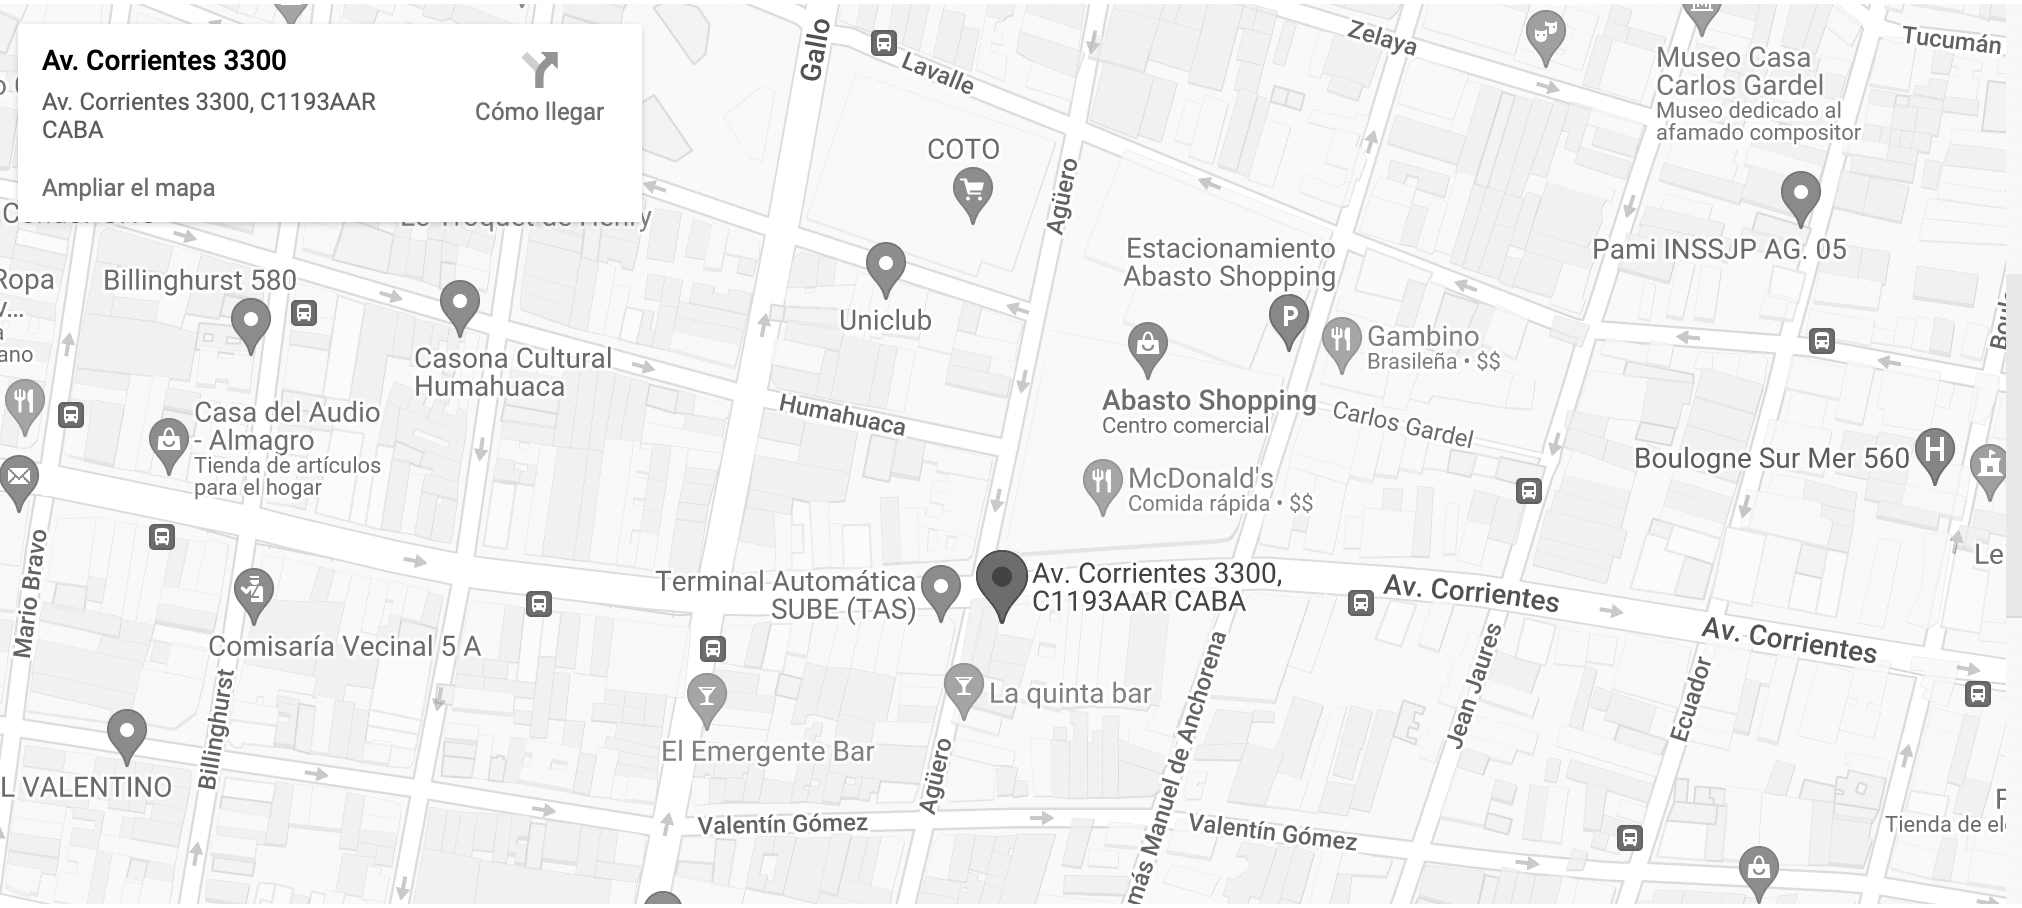 Av. Corrientes 3300
Av. Corrientes 3300, C1193AAR
CABA
Cómo llegar
Ampliar el mapa
Gallo
Lavalle
Zelaya
Tucumán
Museo Casa
Carlos Gardel
Museo dedicado al
afamado compositor
COTO
Agüero
Estacionamiento
Abasto Shopping
Pami INSSJP AG. 05
Ropa
Billinghurst 580
Uniclub
Casona Cultural
Humahuaca
Gambino
Brasileña • $$
Abasto Shopping
Centro comercial
Humahuaca
Carlos Gardel
Casa del Audio
- Almagro
Tienda de artículos
para el hogar
McDonald's
Comida rápida • $$
Boulogne Sur Mer 560
Mario Bravo
Terminal Automática
SUBE (TAS)
Av. Corrientes 3300,
C1193AAR CABA
Av. Corrientes
Av. Corrientes
Le
Comisaría Vecinal 5 A
Billinghurst
La quinta bar
El Emergente Bar
Agüero
más Manuel de Anchorena
Jean Jaures
Ecuador
L VALENTINO
Valentín Gómez
Valentín Gómez
Tienda de ele